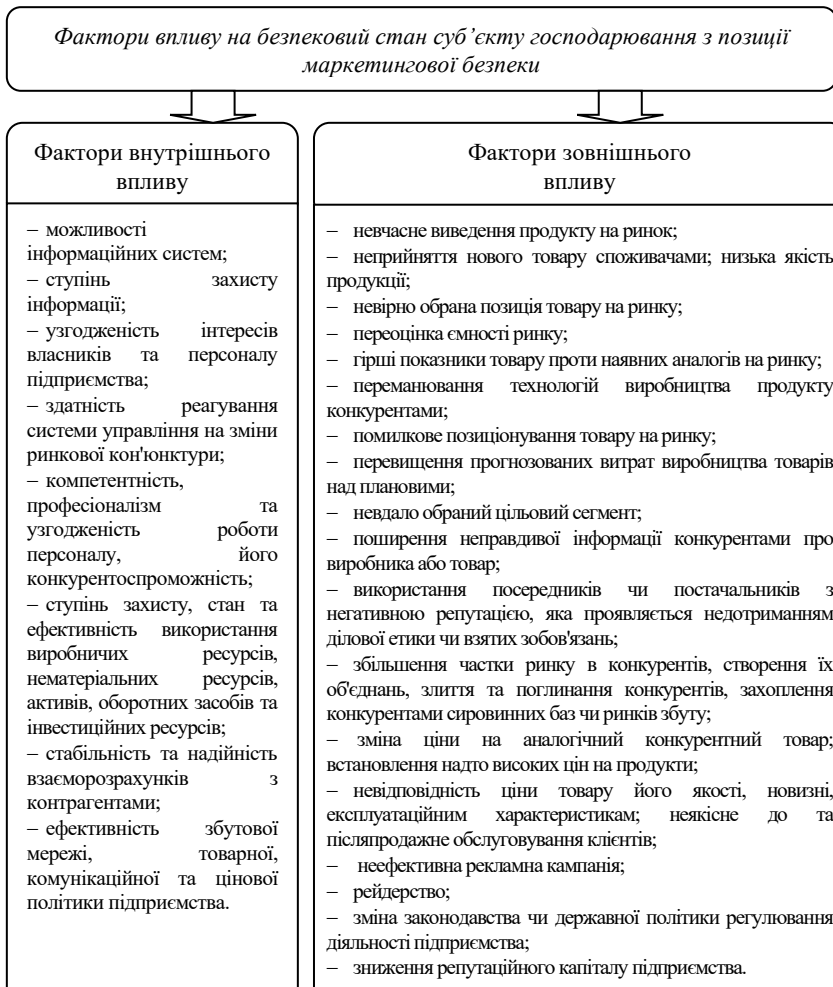 Фактори впливу на безпековий стан суб’єкту господарювання з позиції
маркетингової безпеки
Фактори внутрішнього
впливу
– можливості
інформаційних систем;
– ступінь захисту
інформації;
– узгодженість інтересів
власників та персоналу
підприємства;
– здатність реагування
системи управління на зміни
ринкової кон'юнктури;
– компетентність,
професіоналізм та
узгодженість роботи
персоналу, його
конкурентоспроможність;
– ступінь захисту, стан та
ефективність використання
виробничих ресурсів,
нематеріальних ресурсів,
активів, оборотних засобів та
інвестиційних ресурсів;
– стабільність та надійність
взаєморозрахунків з
контрагентами;
– ефективність збутової
мережі, товарної,
комунікаційної та цінової
політики підприємства.
Фактори зовнішнього
впливу
– невчасне виведення продукту на ринок;
– неприйняття нового товару споживачами; низька якість
продукції;
– невірно обрана позиція товару на ринку;
– переоцінка ємності ринку;
– гірші показники товару проти наявних аналогів на ринку;
– переманювання технологій виробництва продукту
конкурентами;
– помилкове позиціонування товару на ринку;
– перевищення прогнозованих витрат виробництва товарів
над плановими;
– невдало обраний цільовий сегмент;
– поширення неправдивої інформації конкурентами про
виробника або товар;
– використання посередників чи постачальників з
негативною репутацією, яка проявляється недотриманням
ділової етики чи взятих зобов'язань;
– збільшення частки ринку в конкурентів, створення їх
об'єднань, злиття та поглинання конкурентів, захоплення
конкурентами сировинних баз чи ринків збуту;
– зміна ціни на аналогічний конкурентний товар;
встановлення надто високих цін на продукти;
– невідповідність ціни товару його якості, новизні,
експлуатаційним характеристикам; неякісне до та
післяпродажне обслуговування клієнтів;
– неефективна рекламна кампанія;
– рейдерство;
– зміна законодавства чи державної політики регулювання
діяльності підприємства;
– зниження репутаційного капіталу підприємства.